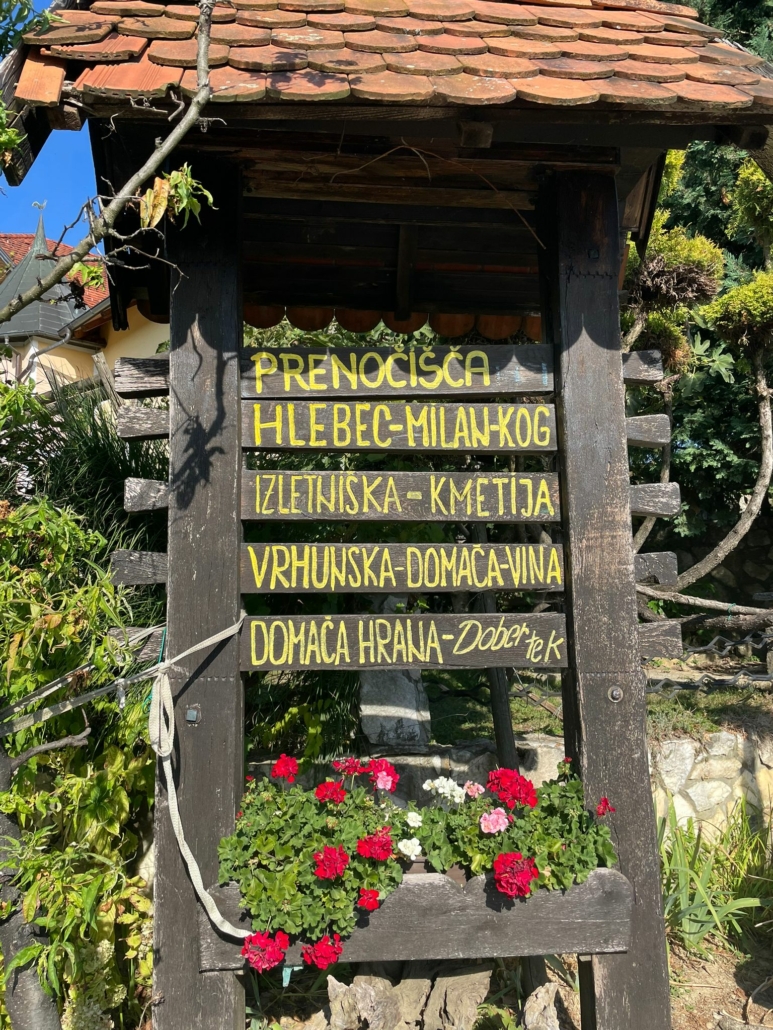 PRENOČIŠČA
HLEBEC-MILAN-KOG
IZLETNIŠKA-KMETIJA
VRHUNSKA-DOMAČA-VINA
DOMAČA HRANA-Dober tek